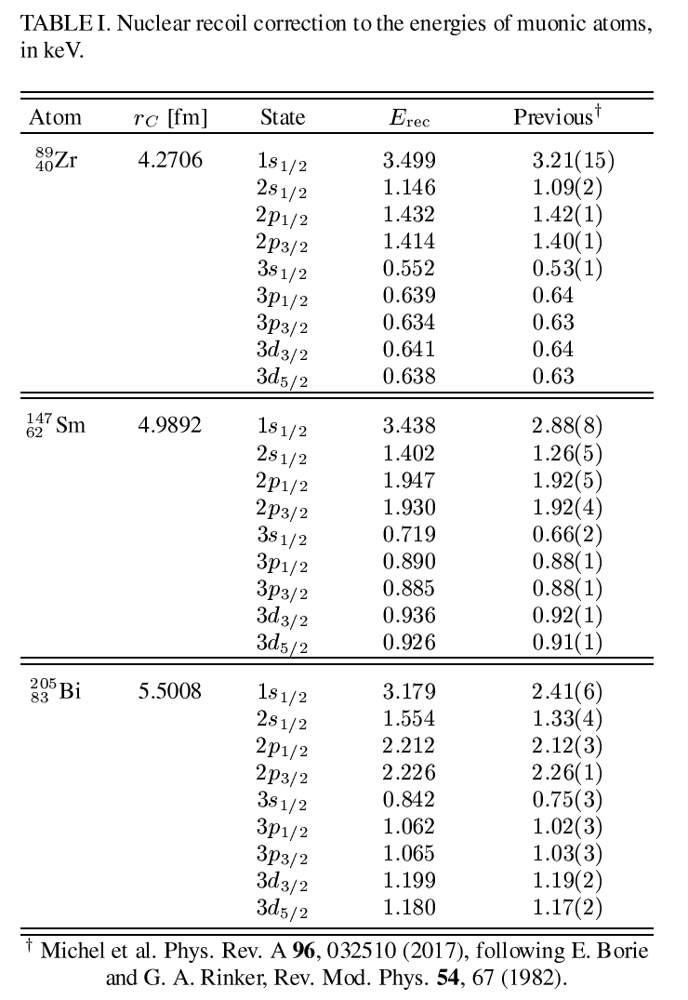 TABLE I. Nuclear recoil correction to the energies of muonic atoms,
in keV.
Atom r_C [fm] State E_rec Previous†
^{89}_{40}Zr 4.2706 1s_{1/2} 3.499 3.21(15)
2s_{1/2} 1.146 1.09(2)
2p_{1/2} 1.432 1.42(1)
2p_{3/2} 1.414 1.40(1)
3s_{1/2} 0.552 0.53(1)
3p_{1/2} 0.639 0.64
3p_{3/2} 0.634 0.63
3d_{3/2} 0.641 0.64
3d_{5/2} 0.638 0.63
^{147}_{62}Sm 4.9892 1s_{1/2} 3.438 2.88(8)
2s_{1/2} 1.402 1.26(5)
2p_{1/2} 1.947 1.92(5)
2p_{3/2} 1.930 1.92(4)
3s_{1/2} 0.719 0.66(2)
3p_{1/2} 0.890 0.88(1)
3p_{3/2} 0.885 0.88(1)
3d_{3/2} 0.936 0.92(1)
3d_{5/2} 0.926 0.91(1)
^{205}_{83}Bi 5.5008 1s_{1/2} 3.179 2.41(6)
2s_{1/2} 1.554 1.33(4)
2p_{1/2} 2.212 2.12(3)
2p_{3/2} 2.226 2.26(1)
3s_{1/2} 0.842 0.75(3)
3p_{1/2} 1.062 1.02(3)
3p_{3/2} 1.065 1.03(3)
3d_{3/2} 1.199 1.19(2)
3d_{5/2} 1.180 1.17(2)
† Michel et al. Phys. Rev. A 96, 032510 (2017), following E. Borie
and G. A. Rinker, Rev. Mod. Phys. 54, 67 (1982).